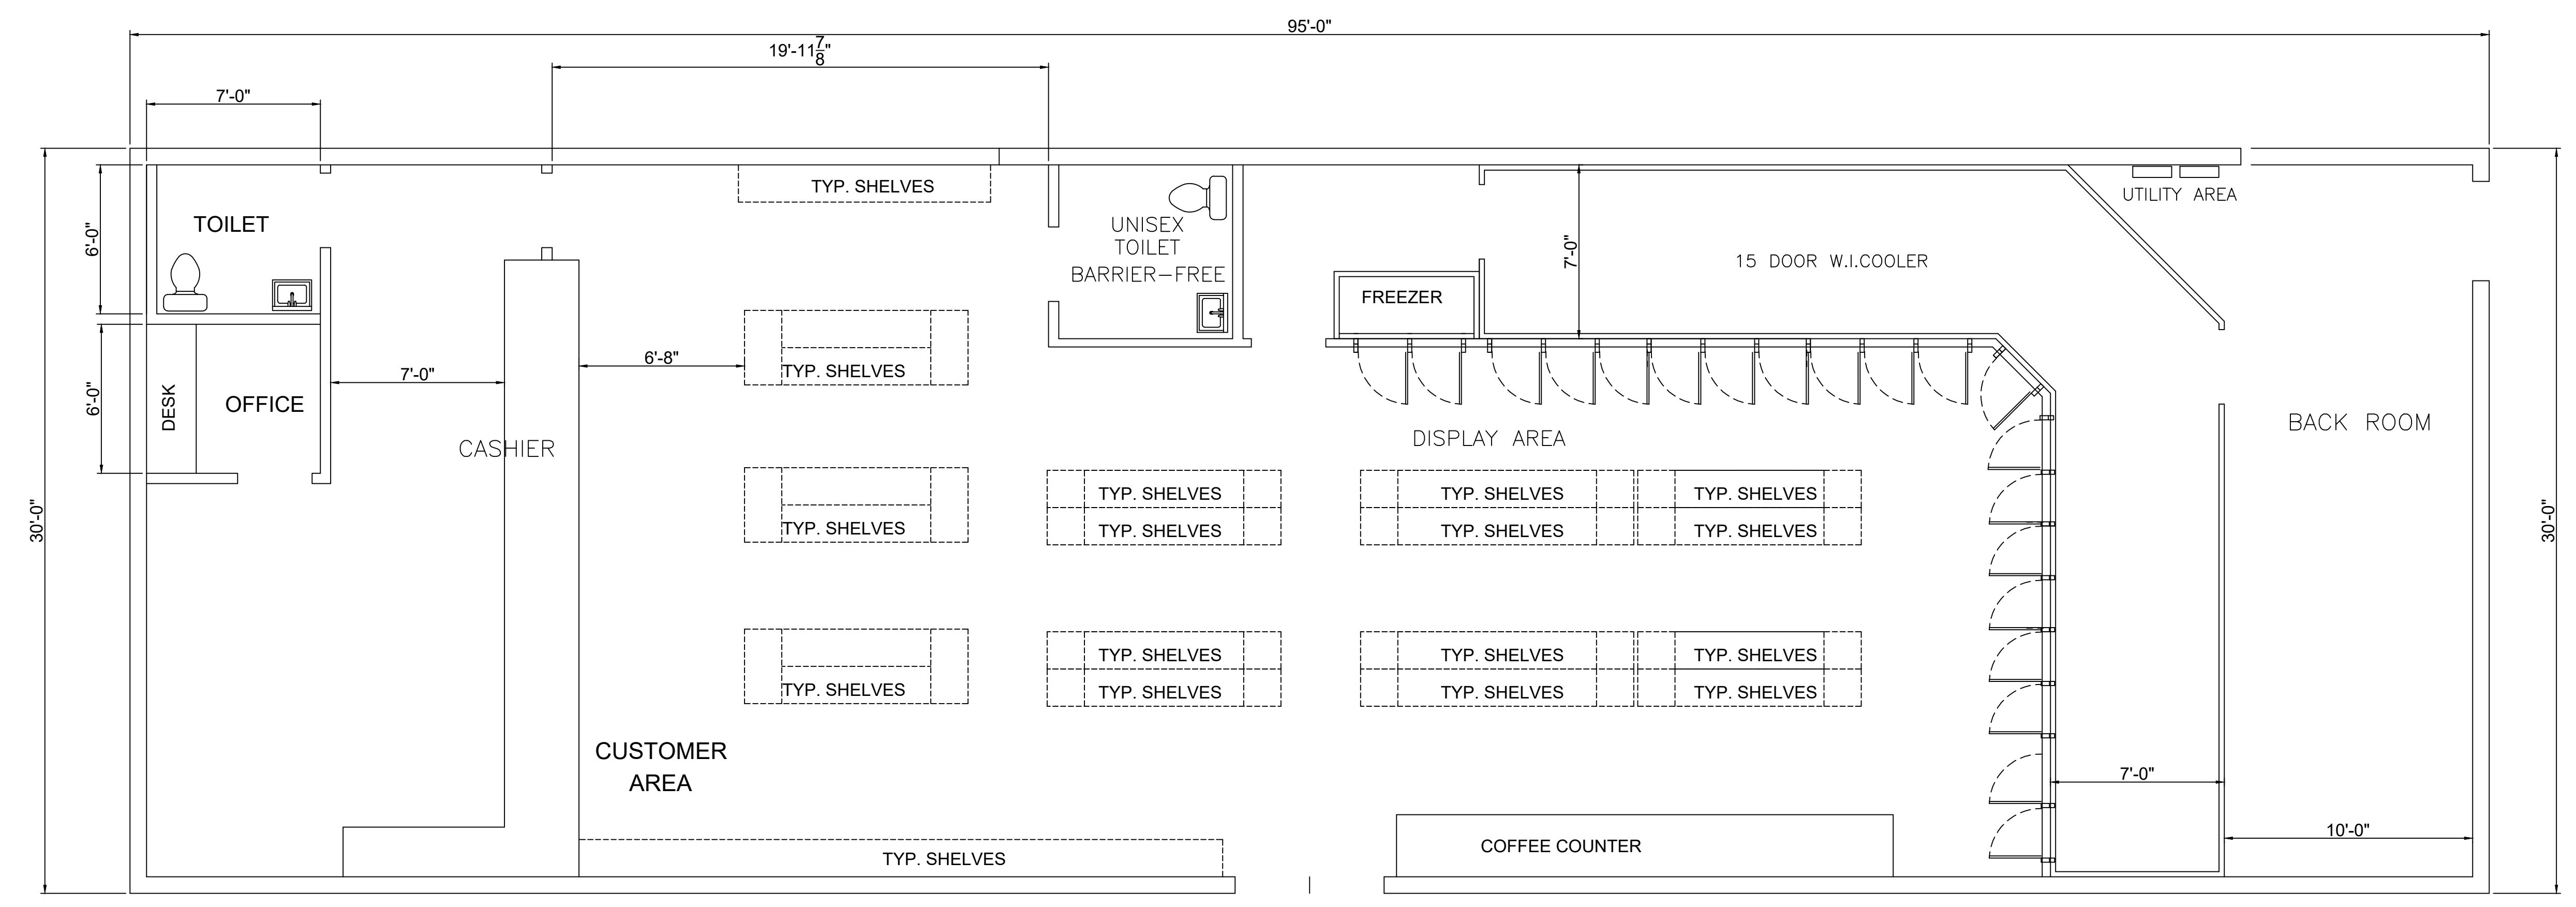 95'-0"
19'-11 7/8"
7'-0"
TYP. SHELVES
UTILITY AREA
TOILET
UNISEX
TOILET
BARRIER-FREE
6'-0"
7'-0"
15 DOOR W.I.COOLER
FREEZER
6'-8"
TYP. SHELVES
7'-0"
6'-0"
DESK
OFFICE
CASHIER
DISPLAY AREA
BACK ROOM
30'-0"
30'-0"
TYP. SHELVES
TYP. SHELVES
TYP. SHELVES
TYP. SHELVES
TYP. SHELVES
TYP. SHELVES
TYP. SHELVES
TYP. SHELVES
TYP. SHELVES
TYP. SHELVES
TYP. SHELVES
TYP. SHELVES
TYP. SHELVES
TYP. SHELVES
CUSTOMER
AREA
7'-0"
10'-0"
COFFEE COUNTER
TYP. SHELVES